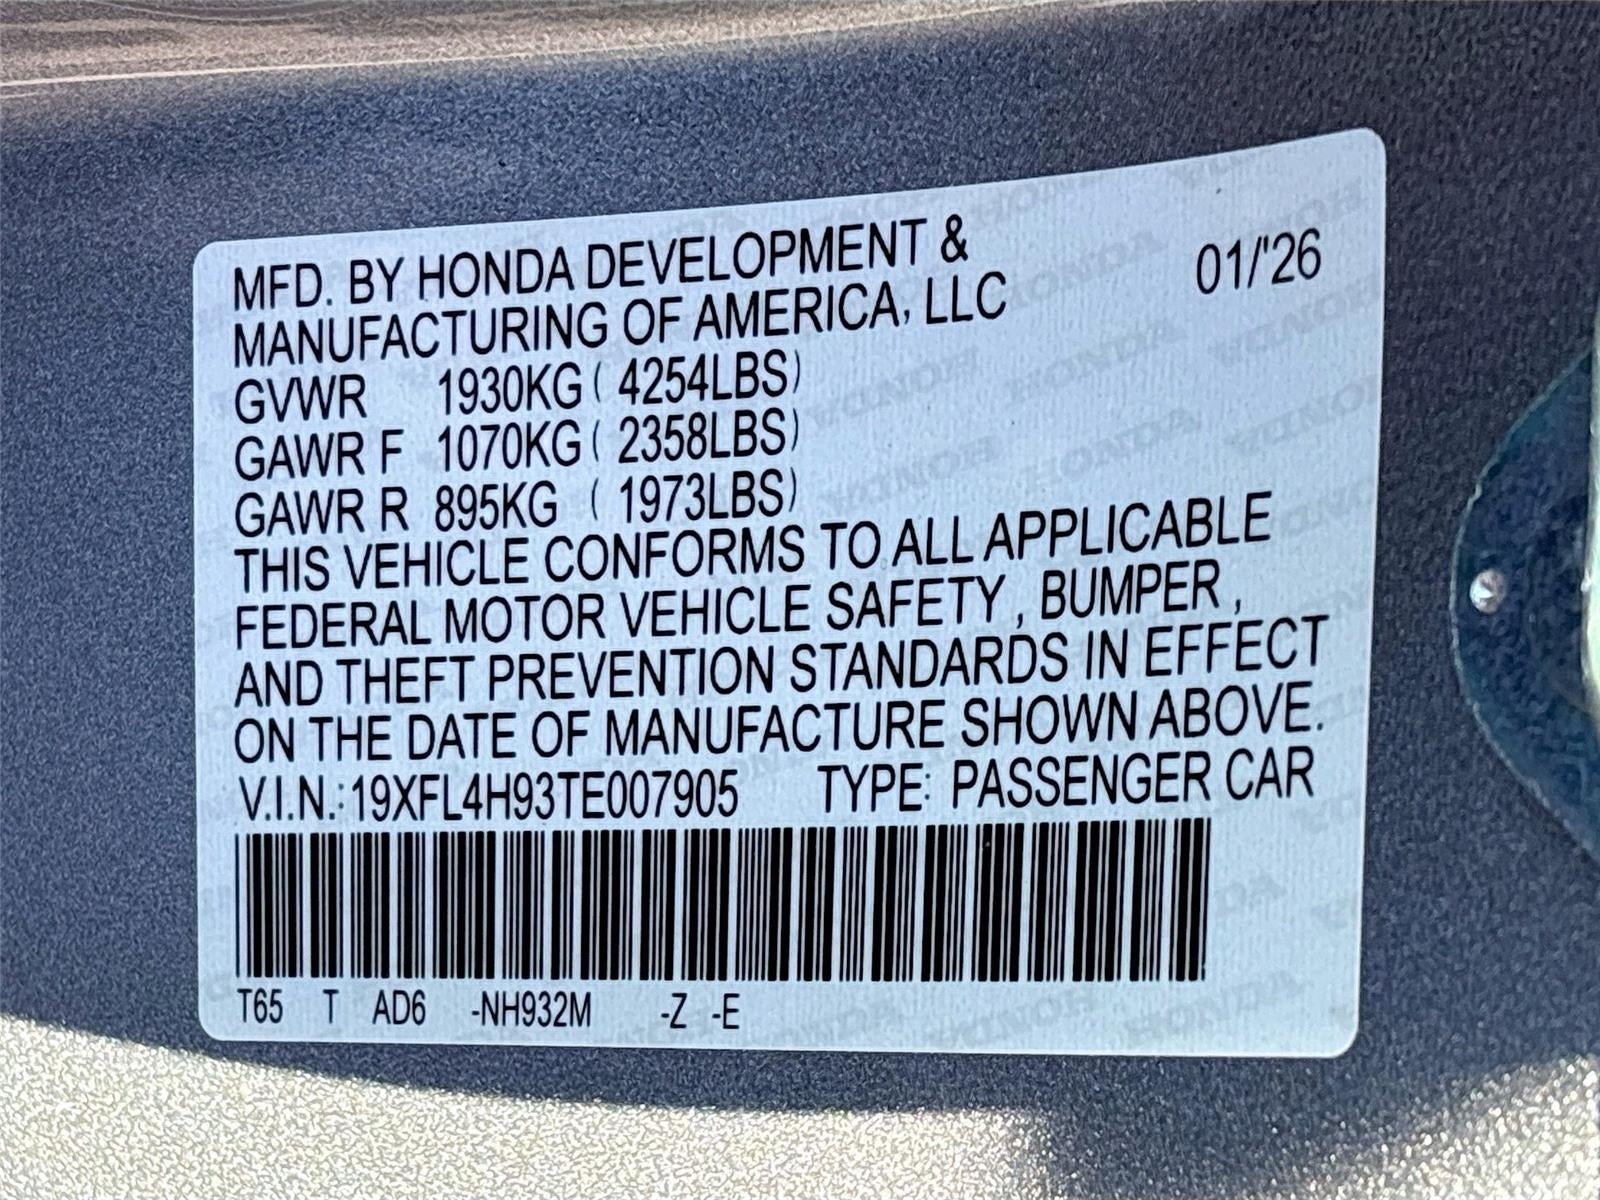 MFD. BY HONDA DEVELOPMENT & 01/'26
MANUFACTURING OF AMERICA, LLC
GVWR 1930KG ( 4254LBS)
GAWR F 1070KG ( 2358LBS)
GAWR R 895KG ( 1973LBS)
THIS VEHICLE CONFORMS TO ALL APPLICABLE
FEDERAL MOTOR VEHICLE SAFETY , BUMPER ,
AND THEFT PREVENTION STANDARDS IN EFFECT
ON THE DATE OF MANUFACTURE SHOWN ABOVE.
V.I.N.: 19XFL4H93TE007905 TYPE: PASSENGER CAR
T65 T AD6 -NH932M -Z -E